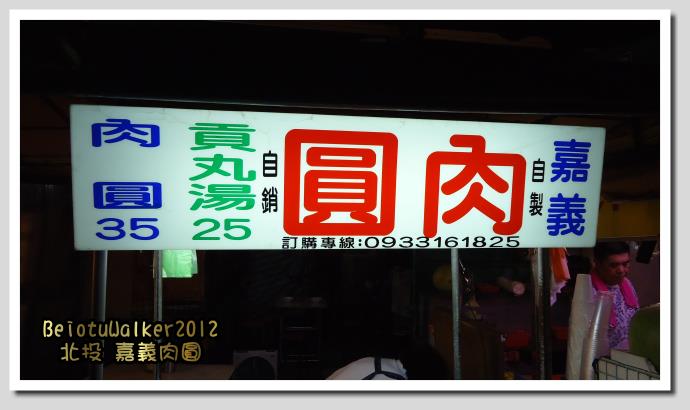 嘉義
自製
肉圓
自銷
貢丸湯
25
肉圓
35
訂購專線:0933161825
BeiotuWalker2012
北投 嘉義肉圓